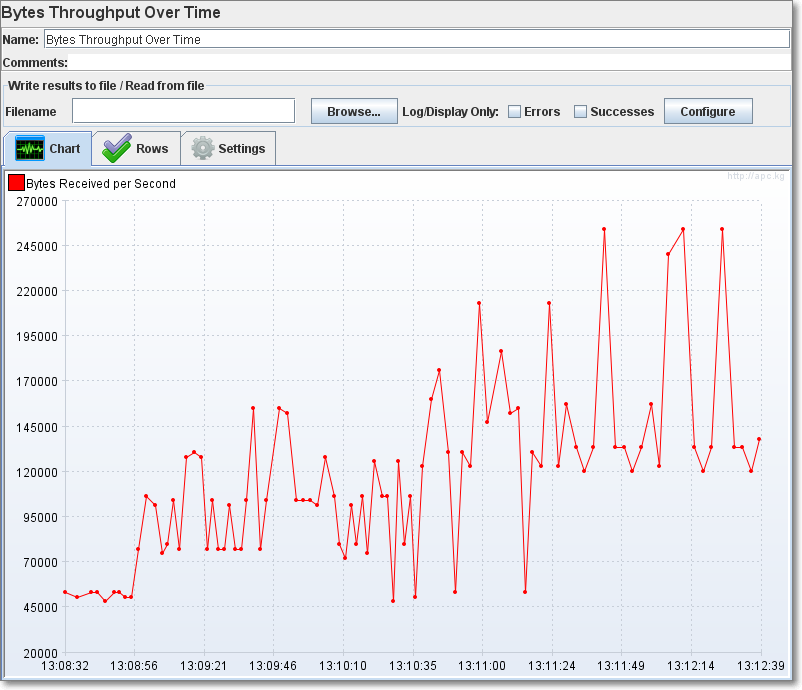 Bytes Throughput Over Time
Name: Bytes Throughput Over Time
Comments:
Write results to file / Read from file
Filename Browse... Log/Display Only: Errors Successes Configure
Chart Rows Settings
http://apc.kg
Bytes Received per Second
270000
245000
220000
195000
170000
145000
120000
95000
70000
45000
20000
13:08:32 13:08:56 13:09:21 13:09:46 13:10:10 13:10:35 13:11:00 13:11:24 13:11:49 13:12:14 13:12:39